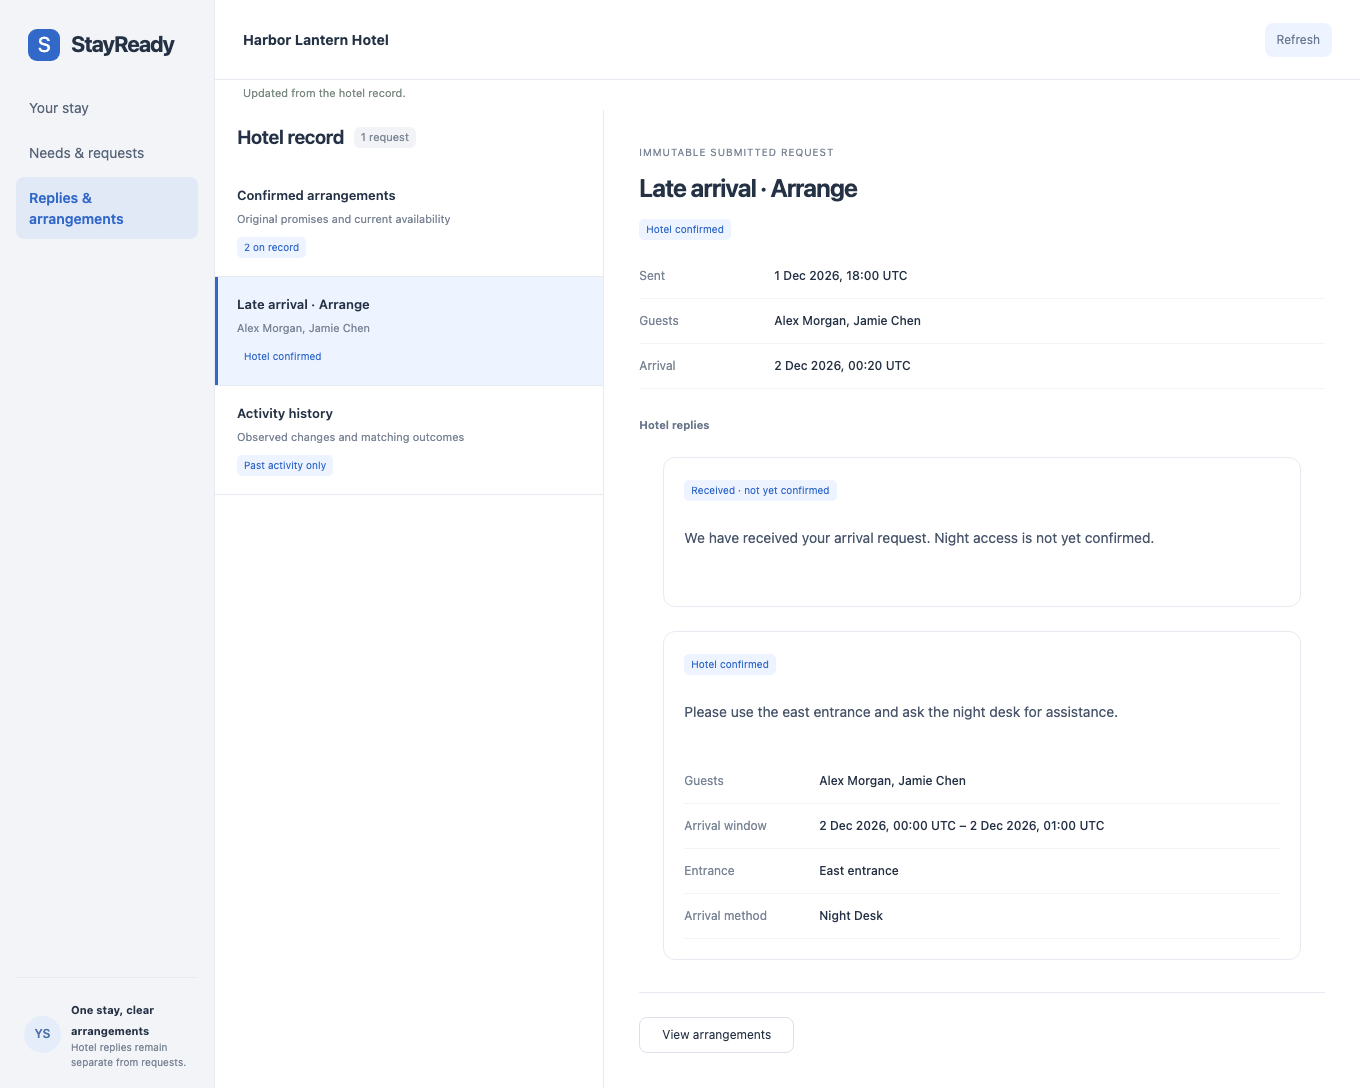 S
StayReady
Your stay
Needs & requests
Replies &
arrangements
One stay, clear
arrangements
YS
Hotel replies remain
separate from requests.
Harbor Lantern Hotel
Refresh
Updated from the hotel record.
Hotel record
1 request
Confirmed arrangements
Original promises and current availability
2 on record
Late arrival · Arrange
Alex Morgan, Jamie Chen
Hotel confirmed
Activity history
Observed changes and matching outcomes
Past activity only
IMMUTABLE SUBMITTED REQUEST
Late arrival · Arrange
Hotel confirmed
Sent 1 Dec 2026, 18:00 UTC
Guests Alex Morgan, Jamie Chen
Arrival 2 Dec 2026, 00:20 UTC
Hotel replies
Received · not yet confirmed
We have received your arrival request. Night access is not yet confirmed.
Hotel confirmed
Please use the east entrance and ask the night desk for assistance.
Guests Alex Morgan, Jamie Chen
Arrival window 2 Dec 2026, 00:00 UTC – 2 Dec 2026, 01:00 UTC
Entrance East entrance
Arrival method Night Desk
View arrangements